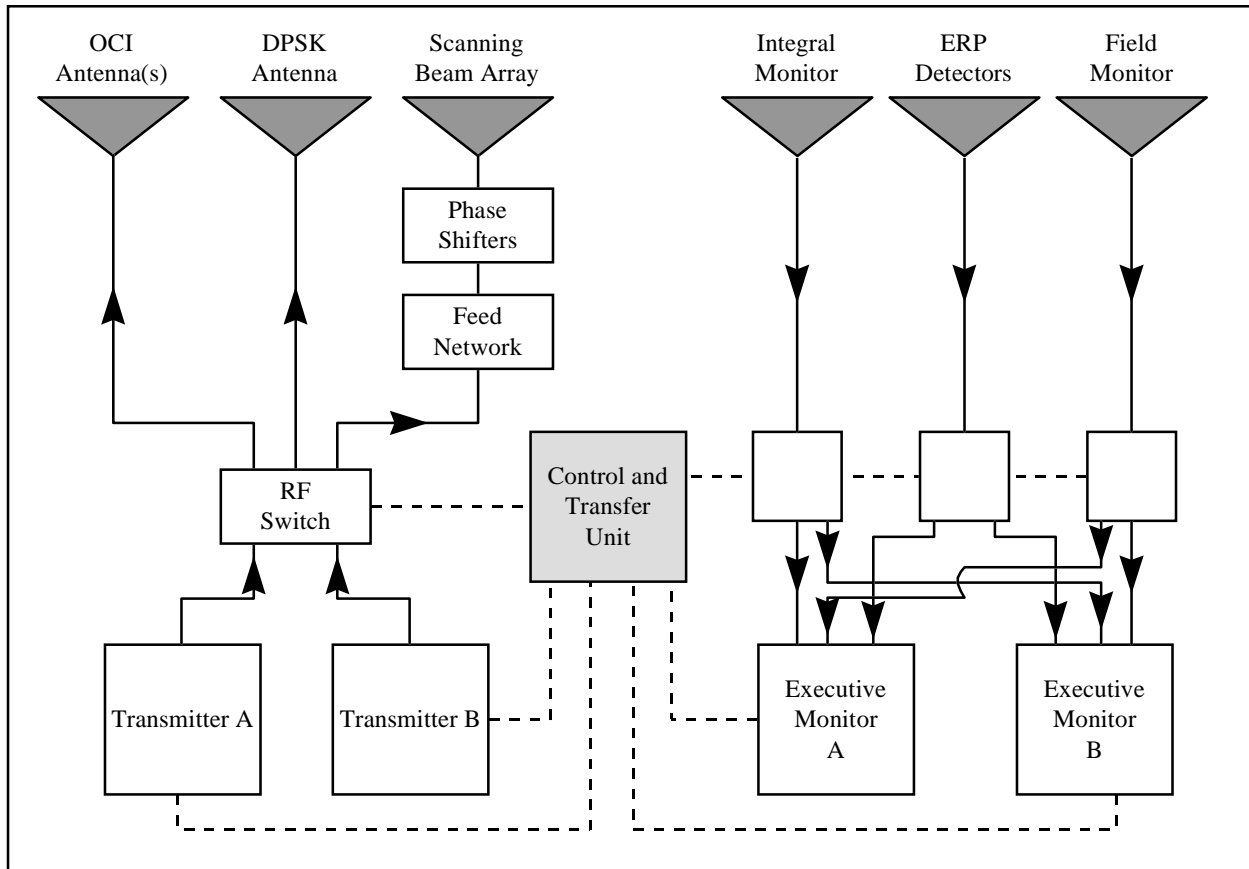 OCI
Antenna(s)
DPSK
Antenna
Scanning
Beam Array
Integral
Monitor
ERP
Detectors
Field
Monitor
Phase
Shifters
Feed
Network
RF
Switch
Control and
Transfer
Unit
Transmitter A
Transmitter B
Executive
Monitor
A
Executive
Monitor
B